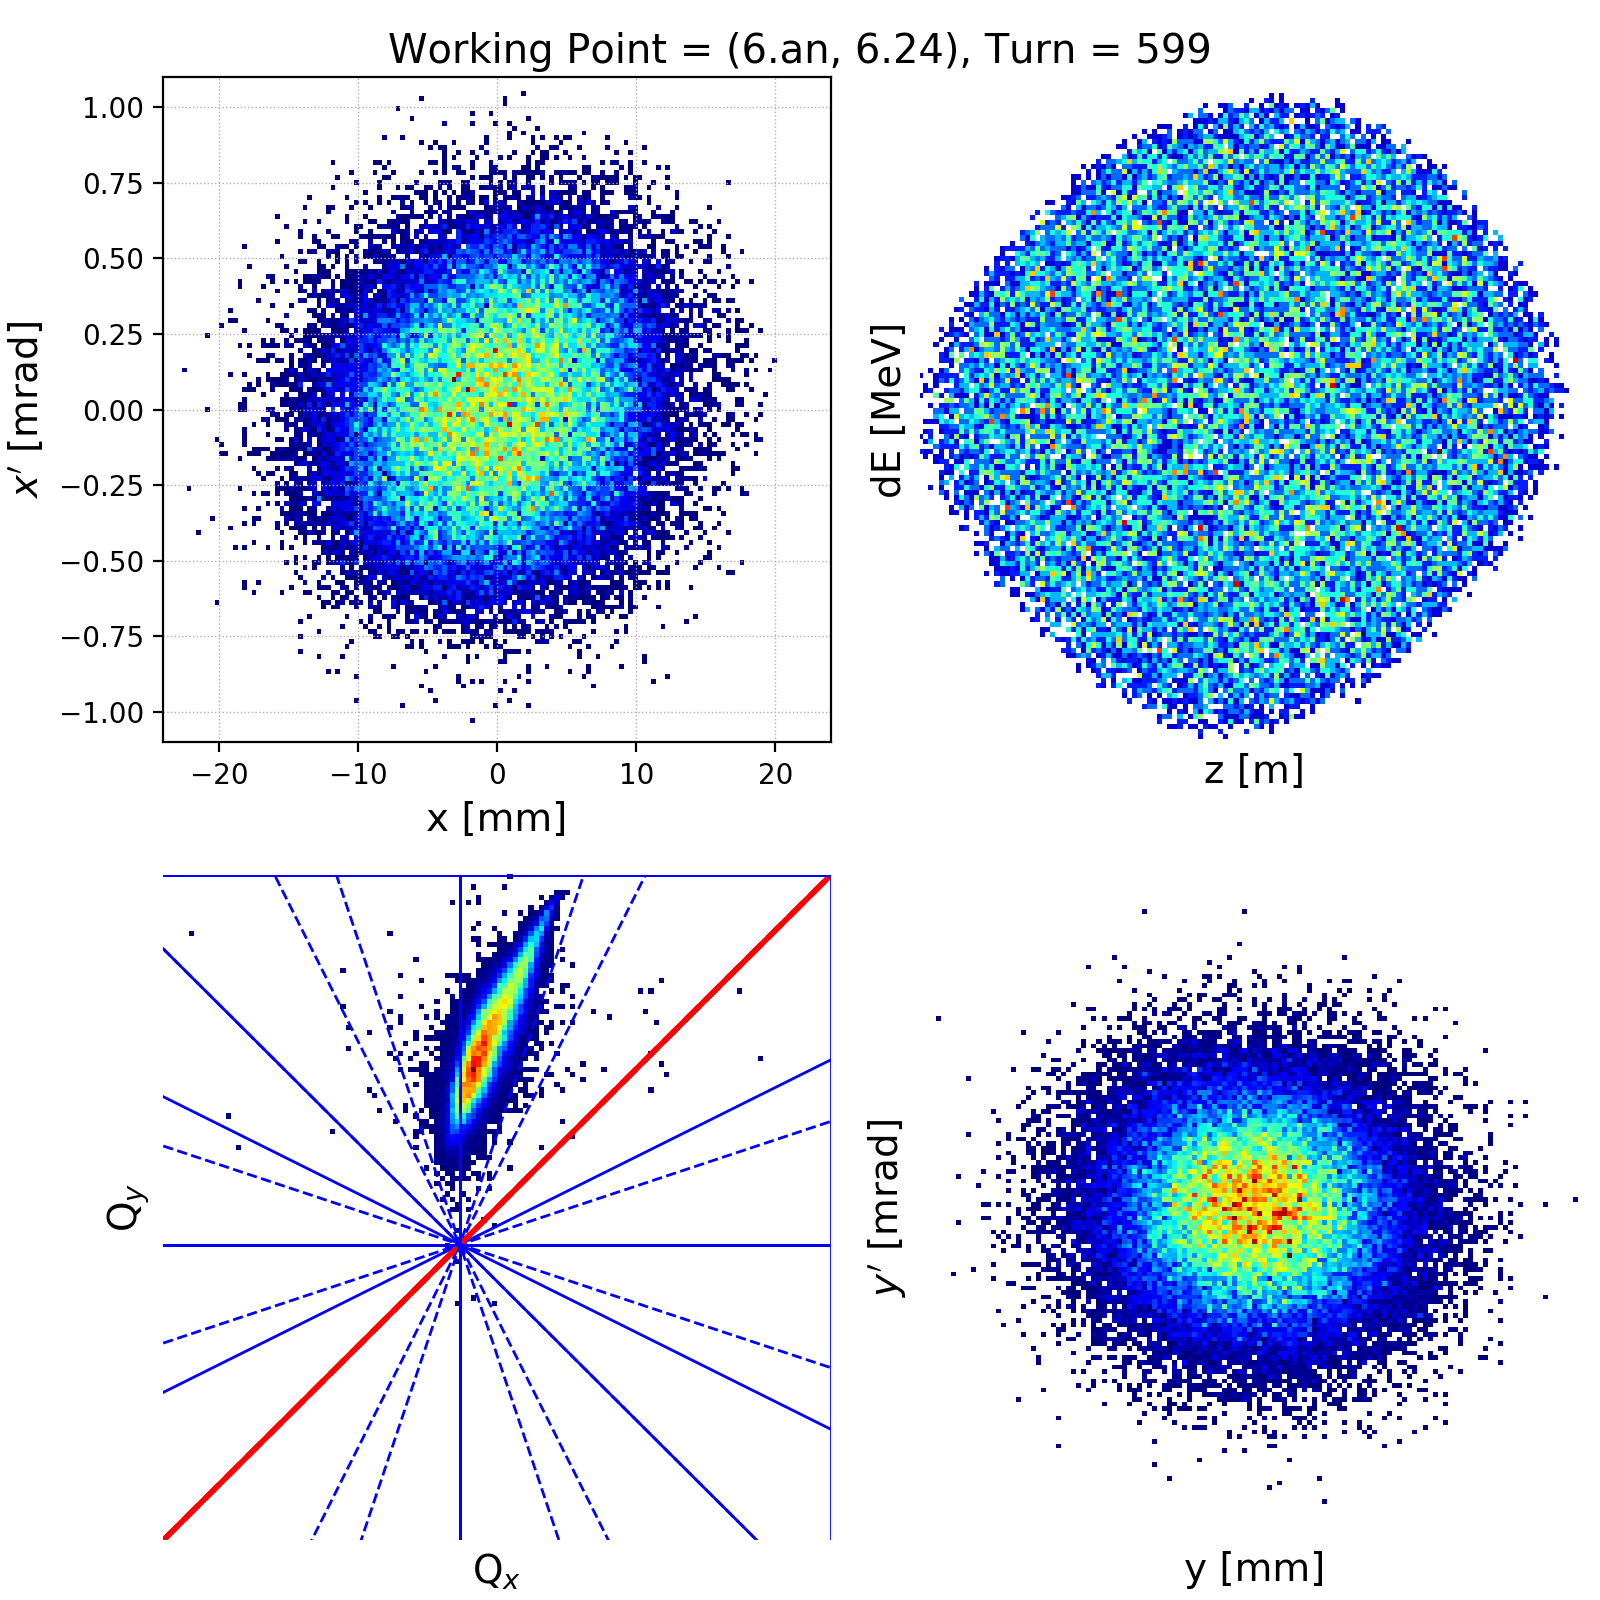 Working Point = (6.an, 6.24), Turn = 599
1.00
0.75
0.50
0.25
0.00
−0.25
−0.50
−0.75
−1.00
x′ [mrad]
−20 −10 0 10 20
x [mm]
dE [MeV]
z [m]
Qy
Qx
y′ [mrad]
y [mm]